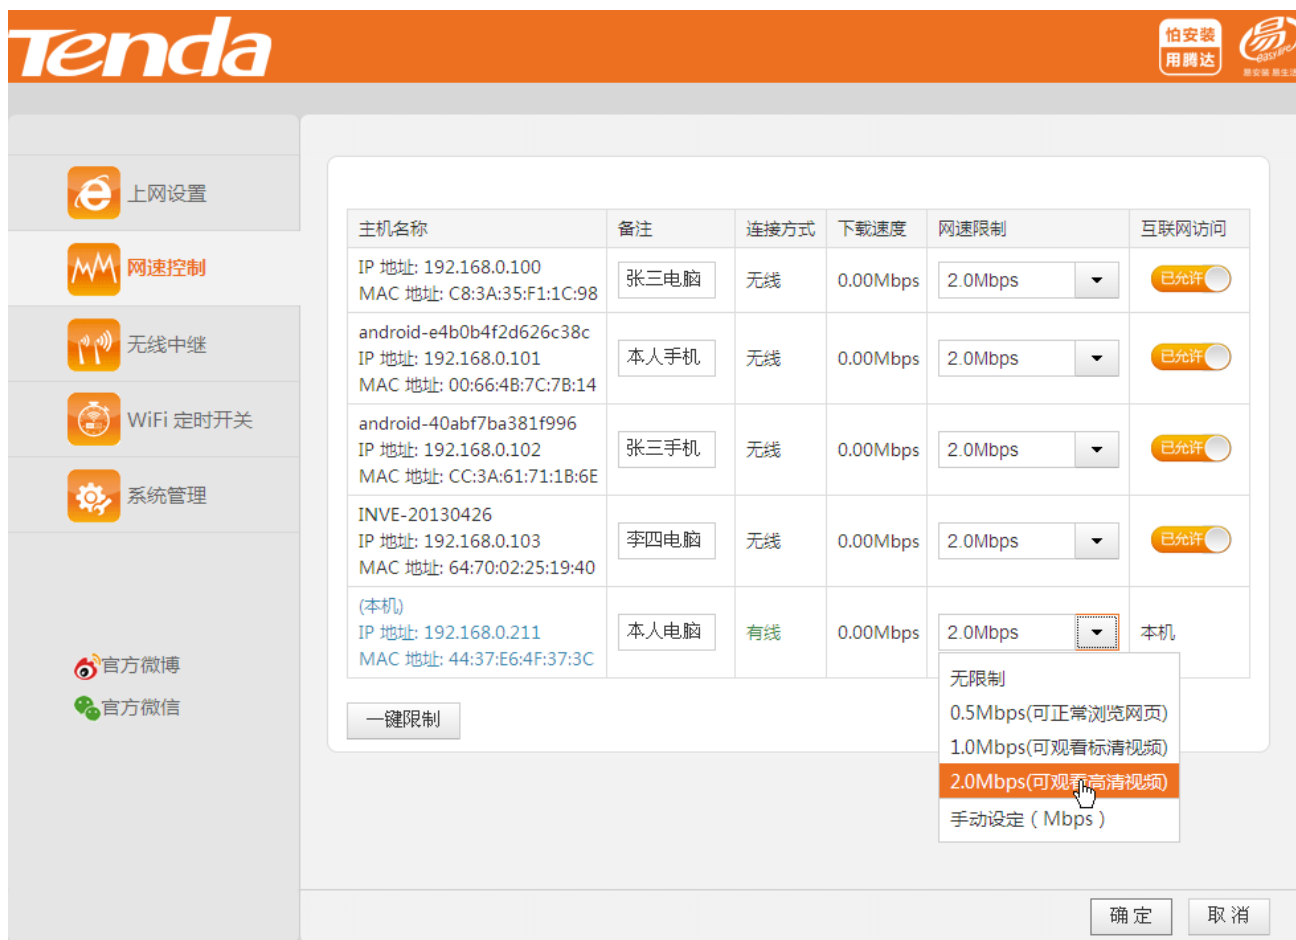 Tenda
怕安装
用腾达
易
easylife
易安装 易生活
上网设置
网速控制
无线中继
WiFi 定时开关
系统管理
官方微博
官方微信
主机名称 备注 连接方式 下载速度 网速限制 互联网访问
IP 地址: 192.168.0.100
MAC 地址: C8:3A:35:F1:1C:98
张三电脑 无线 0.00Mbps 2.0Mbps 已允许
android-e4b0b4f2d626c38c
IP 地址: 192.168.0.101
MAC 地址: 00:66:4B:7C:7B:14
本人手机 无线 0.00Mbps 2.0Mbps 已允许
android-40abf7ba381f996
IP 地址: 192.168.0.102
MAC 地址: CC:3A:61:71:1B:6E
张三手机 无线 0.00Mbps 2.0Mbps 已允许
INVE-20130426
IP 地址: 192.168.0.103
MAC 地址: 64:70:02:25:19:40
李四电脑 无线 0.00Mbps 2.0Mbps 已允许
(本机)
IP 地址: 192.168.0.211
MAC 地址: 44:37:E6:4F:37:3C
本人电脑 有线 0.00Mbps 2.0Mbps 本机
无限制
0.5Mbps(可正常浏览网页)
1.0Mbps(可观看标清视频)
2.0Mbps(可观看高清视频)
手动设定（Mbps）
一键限制
确定 取消